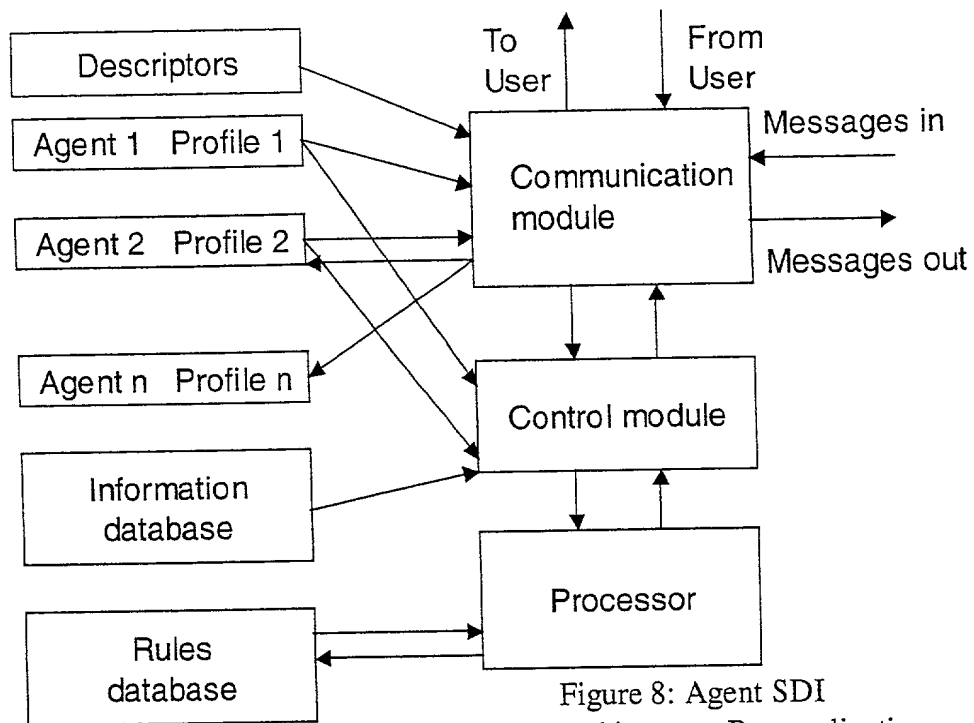 To
User
From
User
Descriptors
Agent 1 Profile 1
Messages in
Communication
module
Agent 2 Profile 2
Messages out
Agent n Profile n
Control module
Information
database
Processor
Rules
database
Figure 8: Agent SDI